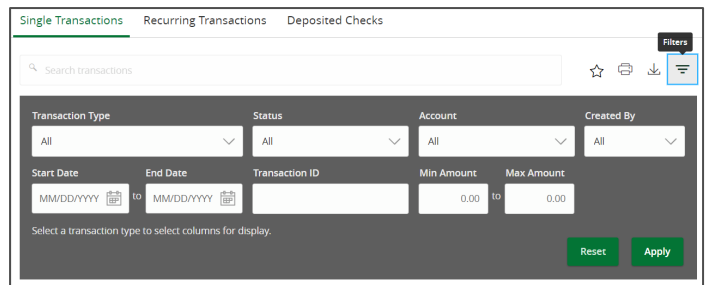 Single Transactions Recurring Transactions Deposited Checks
Filters
Search transactions
Transaction Type Status Account Created By
All All All All
Start Date End Date Transaction ID Min Amount Max Amount
MM/DD/YYYY to MM/DD/YYYY 0.00 to 0.00
Select a transaction type to select columns for display.
Reset Apply